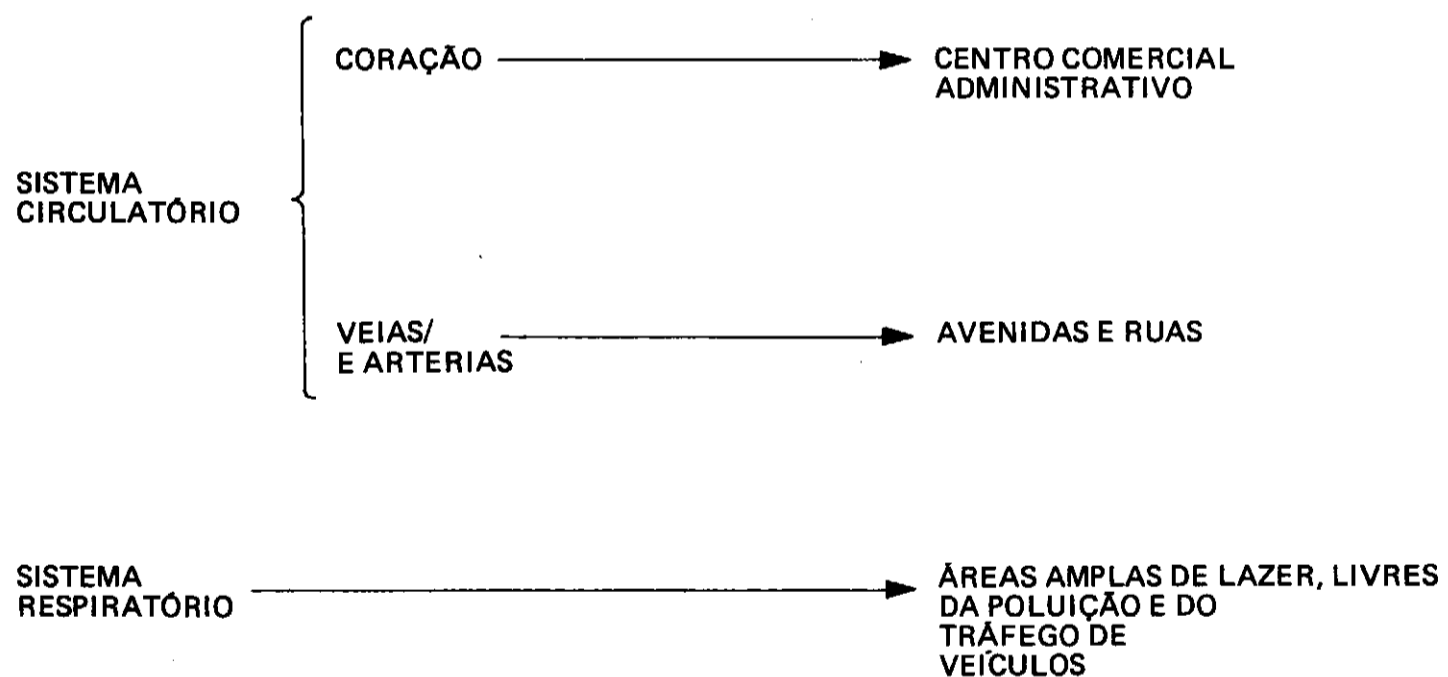 CORAÇÃO
CENTRO COMERCIAL
ADMINISTRATIVO
SISTEMA
CIRCULATÓRIO
VEIAS/
E ARTERIAS
AVENIDAS E RUAS
SISTEMA
RESPIRATÓRIO
ÁREAS AMPLAS DE LAZER, LIVRES
DA POLUIÇÃO E DO
TRÁFEGO DE
VEÍCULOS